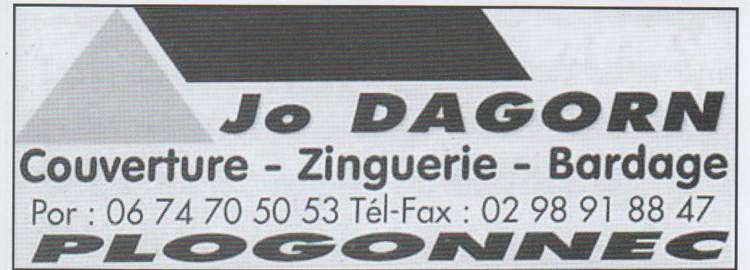 Jo DAGORN
Couverture - Zinguerie - Bardage
Por : 06 74 70 50 53 Tél-Fax : 02 98 91 88 47
PLOGONNEC